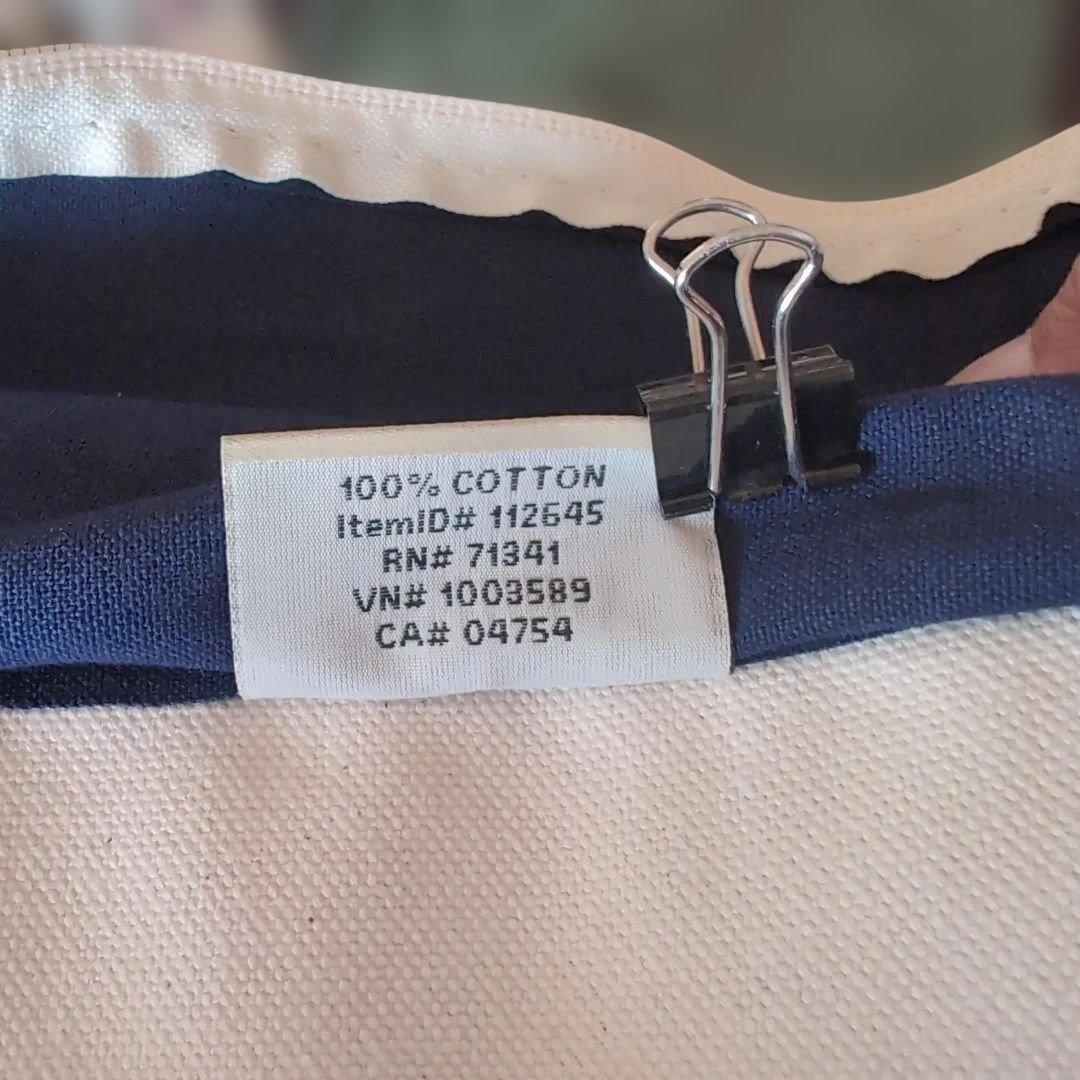 100% COTTON
ItemID# 112645
RN# 71341
VN# 1003589
CA# 04754